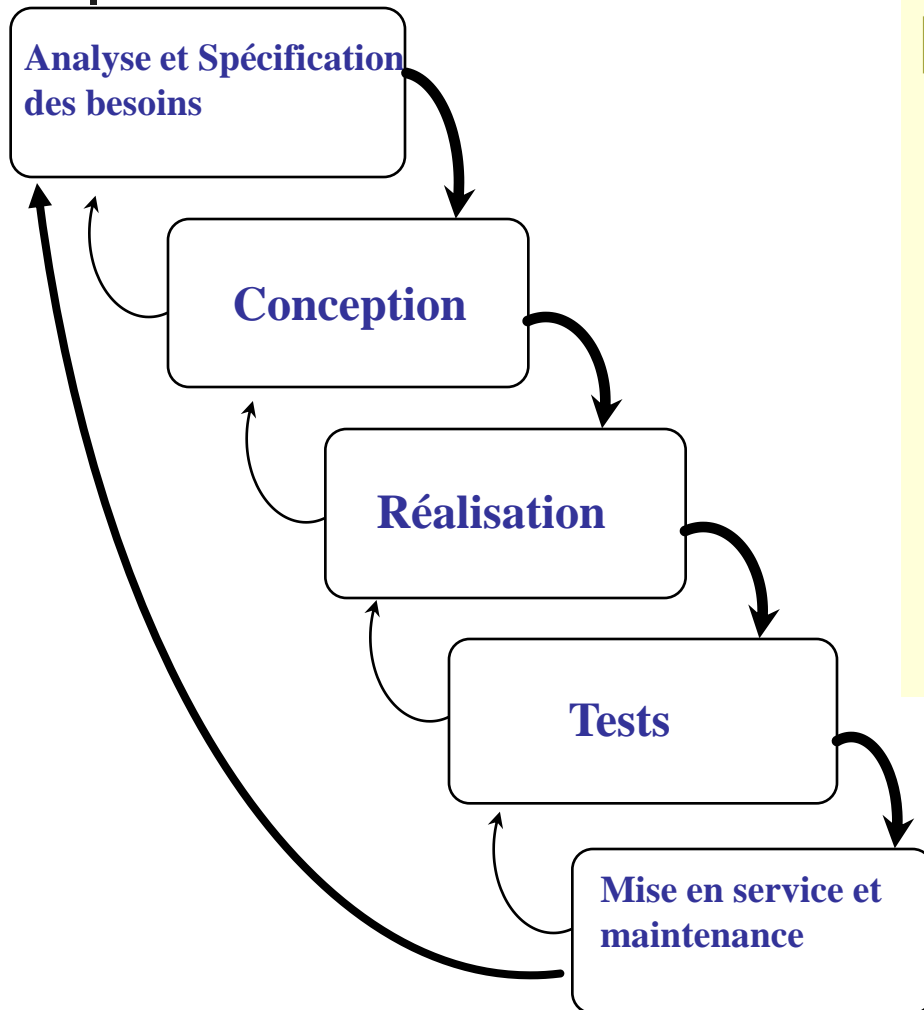 Analyse et Spécification
des besoins
Conception
Réalisation
Tests
Mise en service et
maintenance